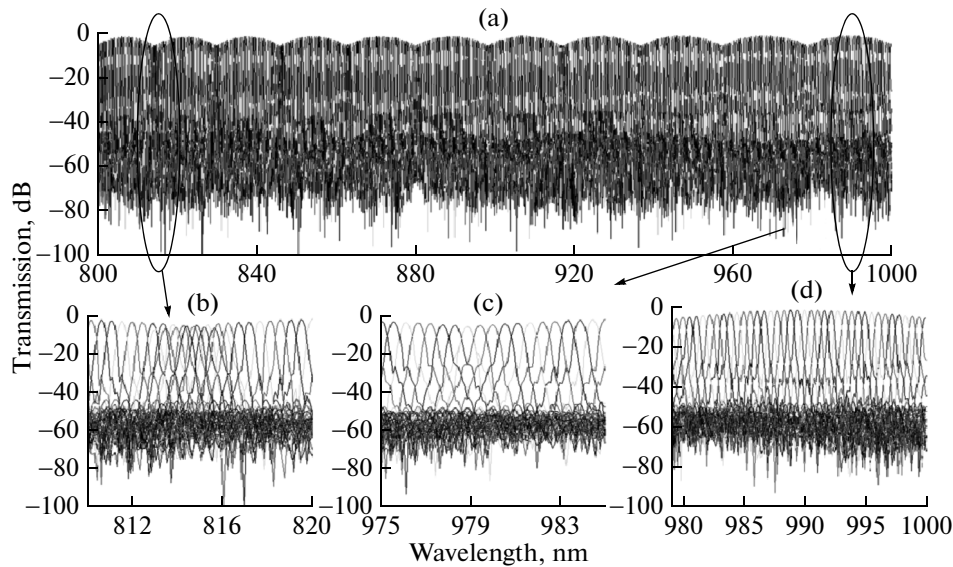 (a)
0
−20
−40
−60
−80
−100
800 840 880 920 960 1000
Transmission, dB
(b) (c) (d)
0 0 0
−20 −20 −20
−40 −40 −40
−60 −60 −60
−80 −80 −80
−100 −100 −100
812 816 820 975 979 983 980 985 990 995 1000
Wavelength, nm